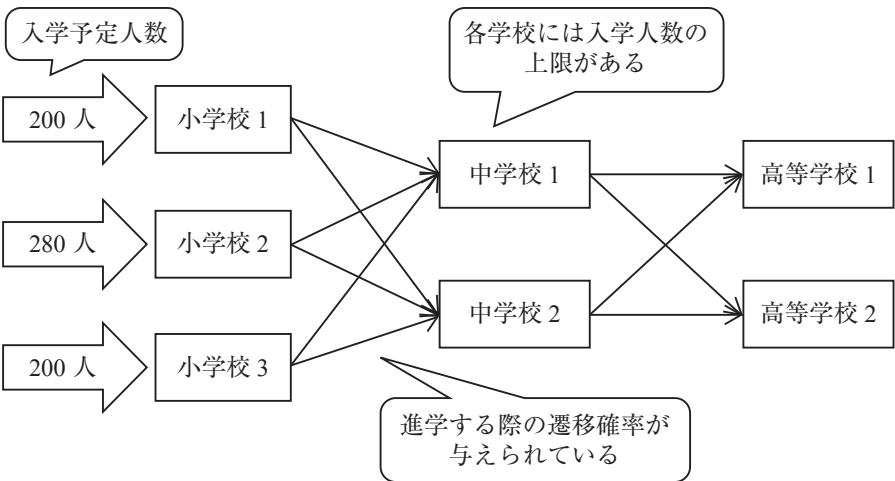 入学予定人数
各学校には入学人数の
上限がある
200 人
小学校 1
中学校 1
高等学校 1
280 人
小学校 2
中学校 2
高等学校 2
200 人
小学校 3
進学する際の遷移確率が
与えられている